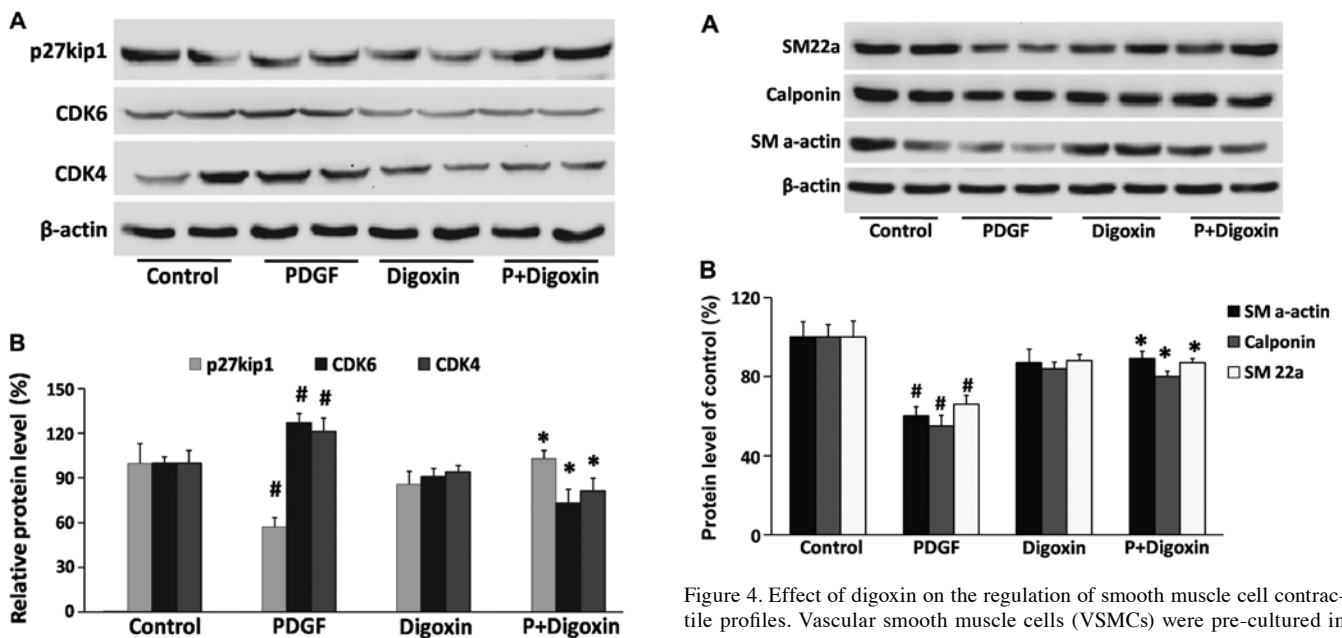 A
p27kip1
CDK6
CDK4
β-actin
Control PDGF Digoxin P+Digoxin
B
p27kip1 CDK6 CDK4
Relative protein level (%)
150
120
90
60
30
0
# # #
* * *
Control PDGF Digoxin P+Digoxin
A
SM22a
Calponin
SM a-actin
β-actin
Control PDGF Digoxin P+Digoxin
B
Protein level of control (%)
120
80
40
0
SM a-actin
Calponin
SM 22a
# # #
* * *
Control PDGF Digoxin P+Digoxin
Figure 4. Effect of digoxin on the regulation of smooth muscle cell contrac-
tile profiles. Vascular smooth muscle cells (VSMCs) were pre-cultured in